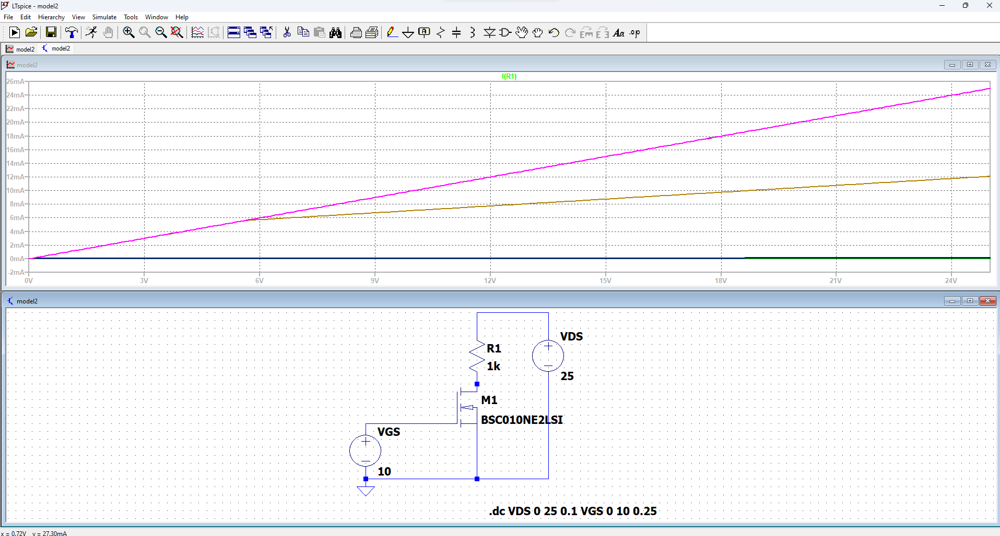 LTspice - model2
File Edit Hierarchy View Simulate Tools Window Help
A Aa .op
model2 model2
model2
I(R1)
26mA
24mA
22mA
20mA
18mA
16mA
14mA
12mA
10mA
8mA
6mA
4mA
2mA
0mA
-2mA
0V 3V 6V 9V 12V 15V 18V 21V 24V
model2
VDS
R1
1k
25
M1
BSC010NE2LSI
VGS
10
.dc VDS 0 25 0.1 VGS 0 10 0.25
x = 0.72V y = 27.30mA